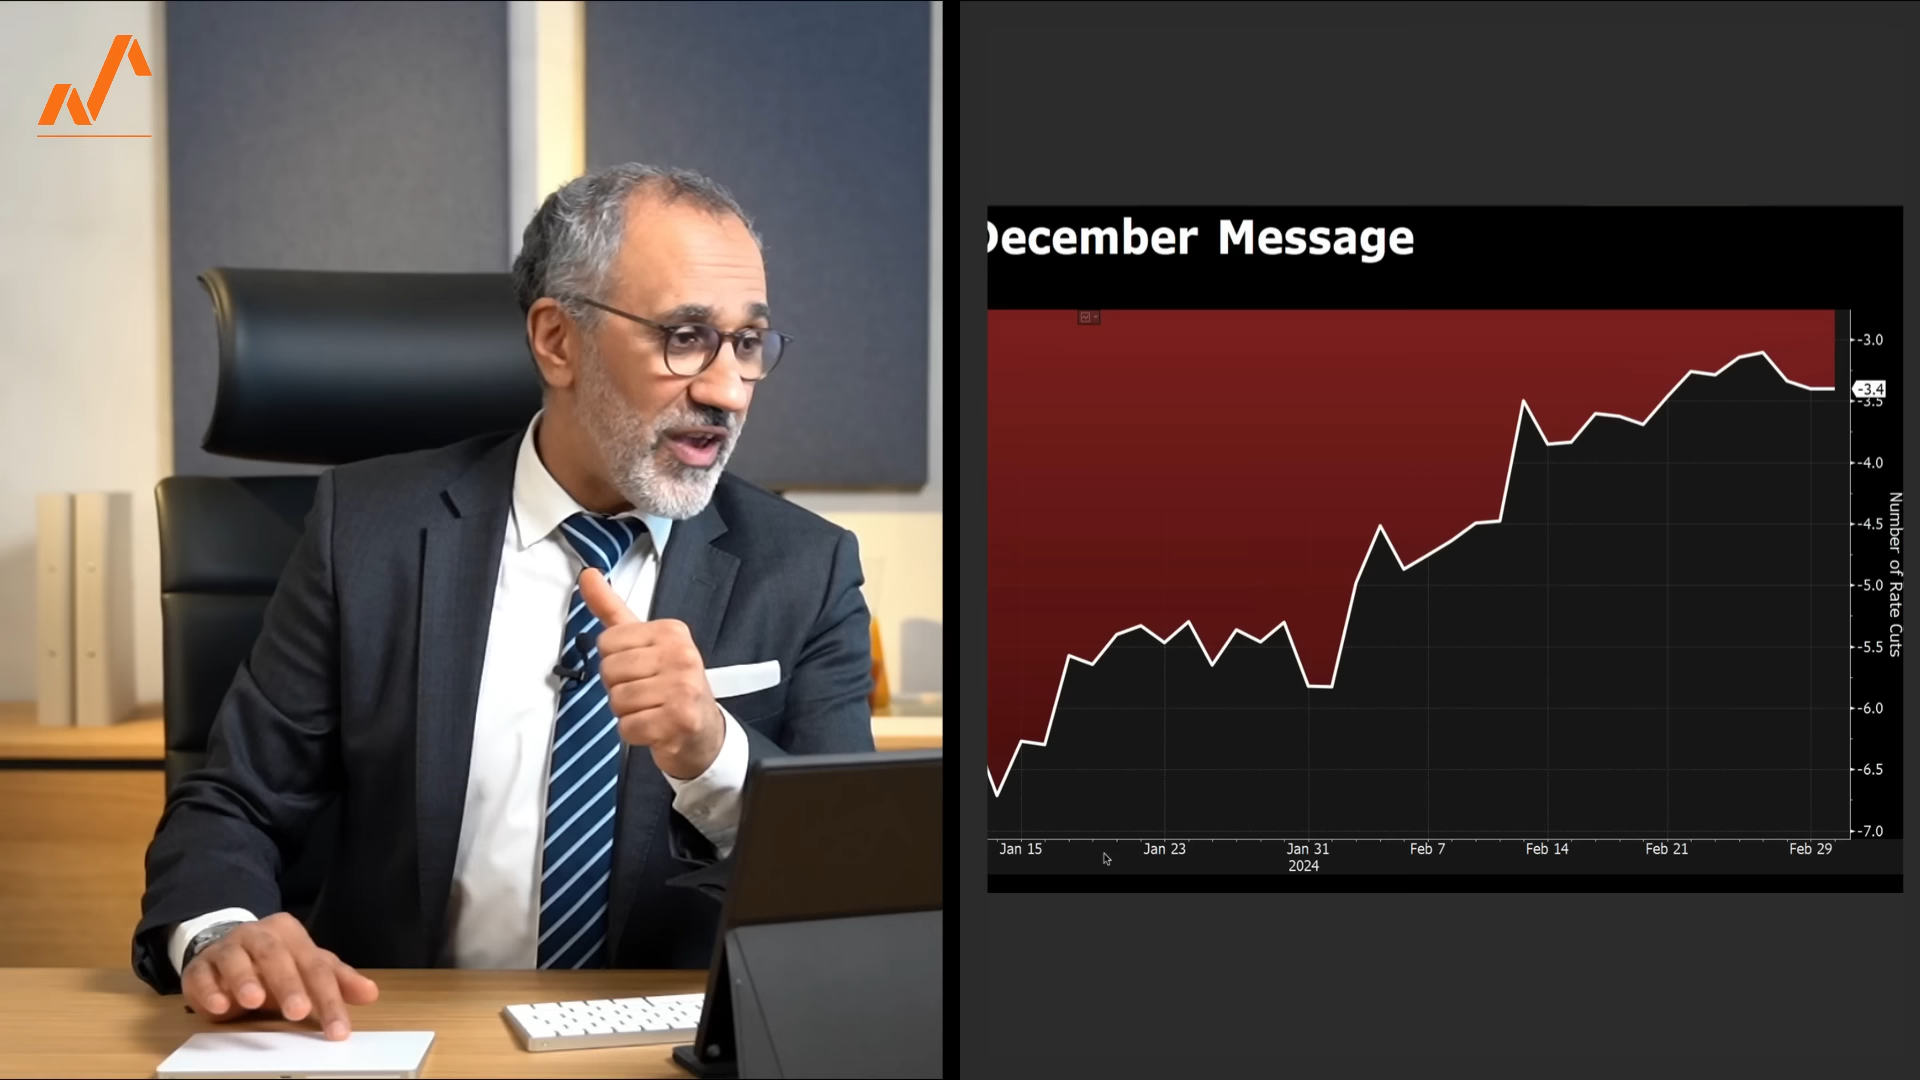 December Message
-3.0
-3.4
-3.5
-4.0
-4.5
-5.0
-5.5
-6.0
-6.5
-7.0
Number of Rate Cuts
Jan 15
Jan 23
Jan 31
Feb 7
Feb 14
Feb 21
Feb 29
2024